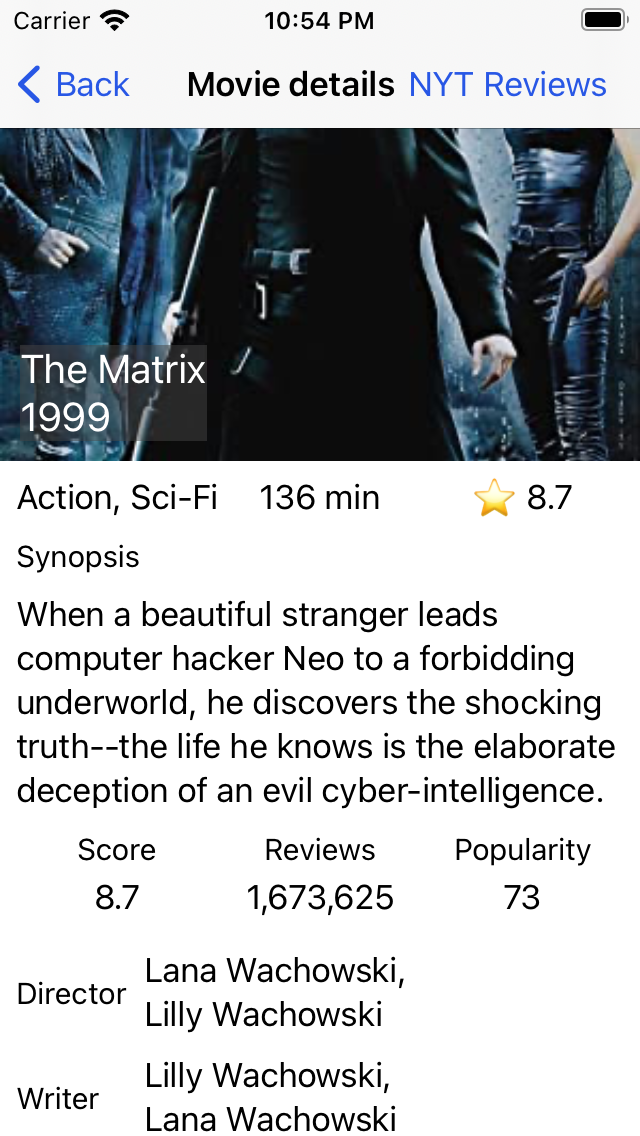 Carrier 10:54 PM
Back Movie details NYT Reviews
The Matrix
1999
Action, Sci-Fi 136 min ⭐ 8.7
Synopsis
When a beautiful stranger leads
computer hacker Neo to a forbidding
underworld, he discovers the shocking
truth--the life he knows is the elaborate
deception of an evil cyber-intelligence.
Score Reviews Popularity
8.7 1,673,625 73
Director Lana Wachowski,
Lilly Wachowski
Writer Lilly Wachowski,
Lana Wachowski